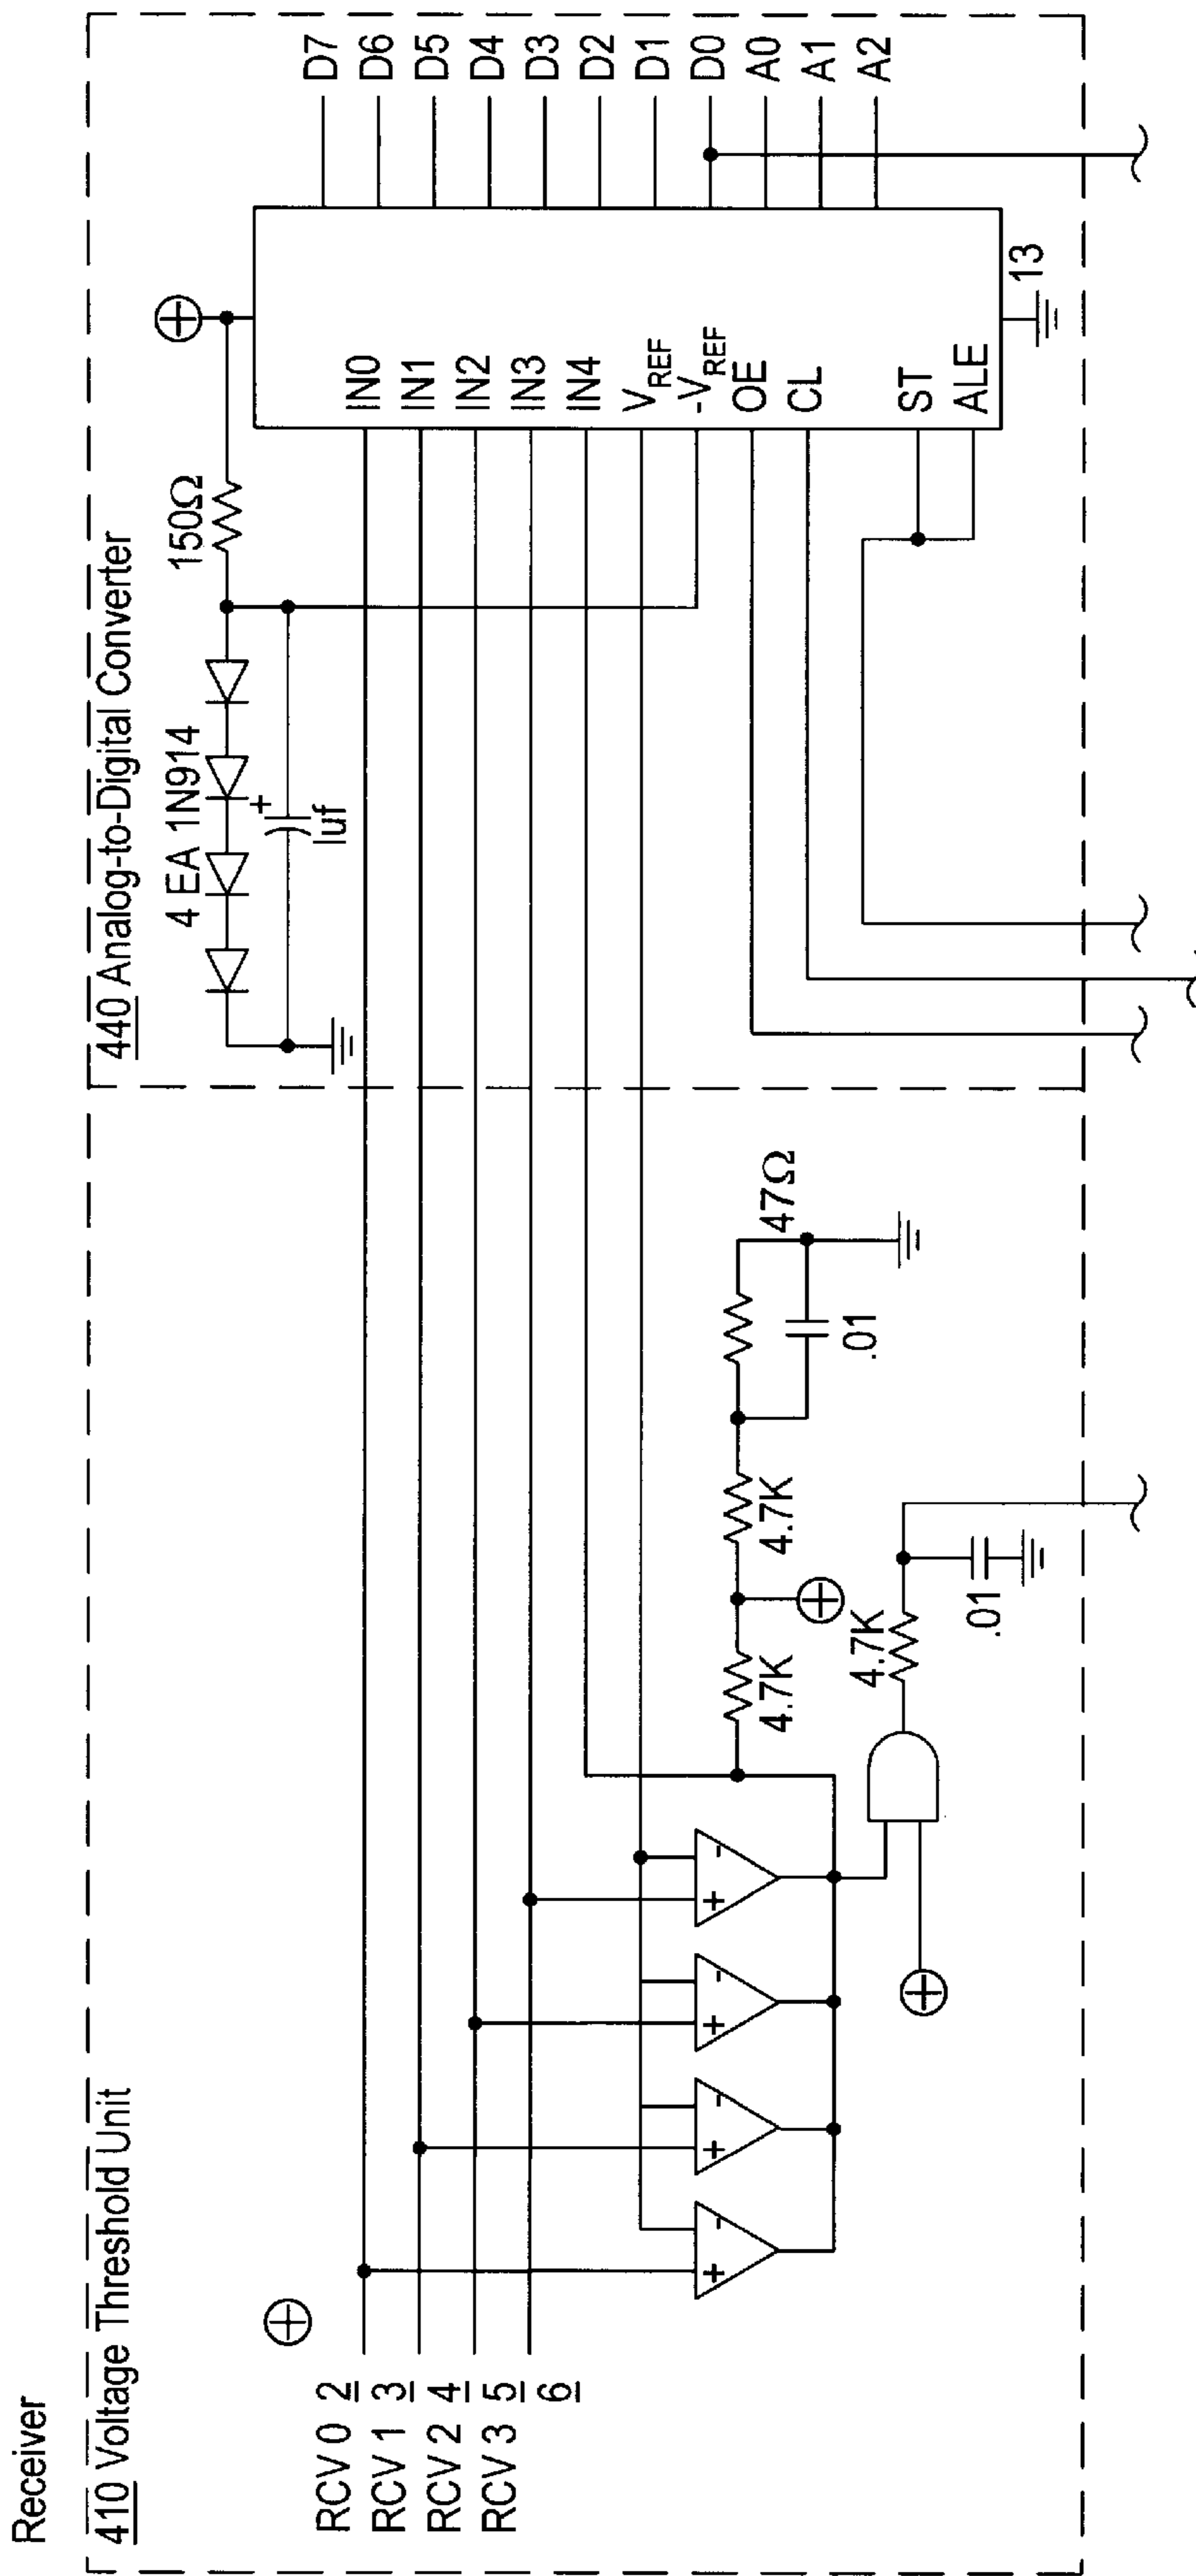 Receiver
410 Voltage Threshold Unit
440 Analog-to-Digital Converter
RCV 0 2
RCV 1 3
RCV 2 4
RCV 3 5
6
4 EA 1N914
150Ω
+
1uf
IN0
IN1
IN2
IN3
IN4
VREF
-VREF
OE
CL
ST
ALE
D7
D6
D5
D4
D3
D2
D1
D0
A0
A1
A2
13
+ -
+ -
+ -
+ -
4.7K
4.7K
47Ω
.01
4.7K
.01